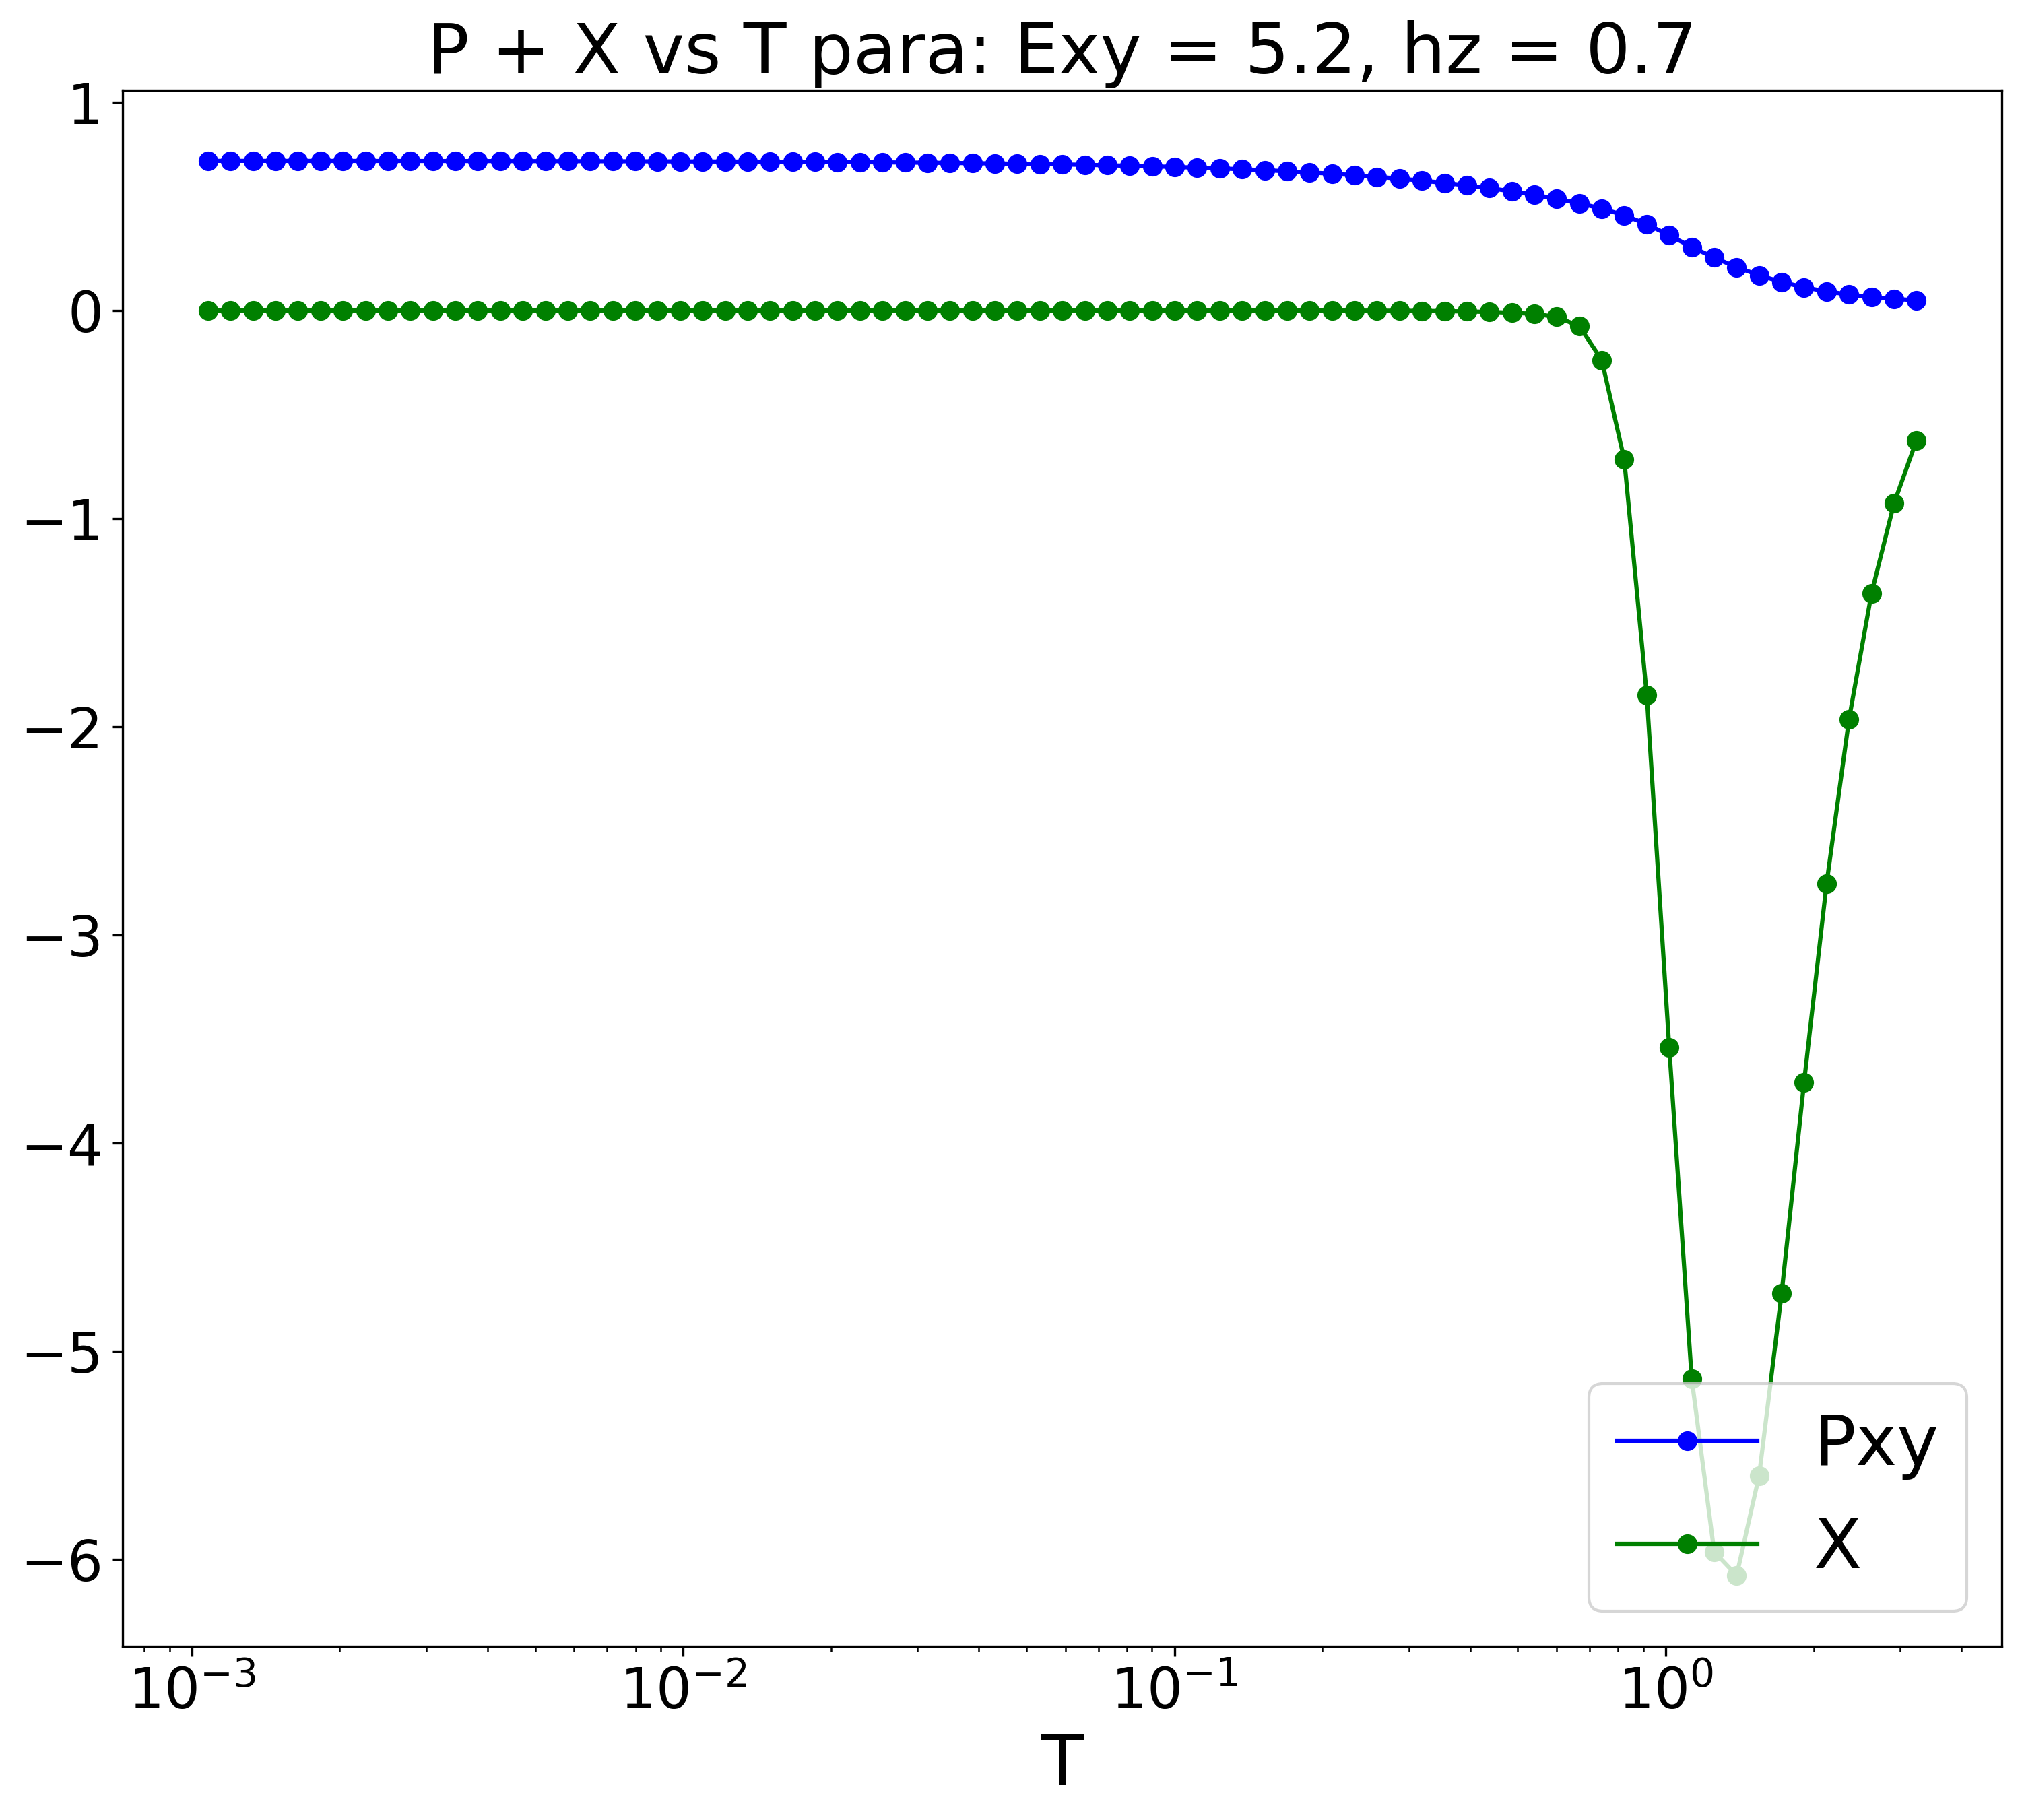 P + X vs T para: Exy = 5.2, hz = 0.7
1
0
−1
−2
−3
−4
−5
−6
Pxy
X
10⁻³ 10⁻² 10⁻¹ 10⁰
T